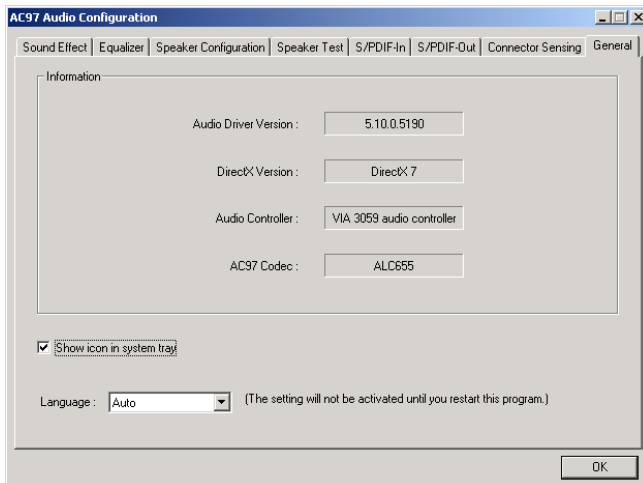 AC97 Audio Configuration
Sound Effect Equalizer Speaker Configuration Speaker Test S/PDIF-In S/PDIF-Out Connector Sensing General
Information
Audio Driver Version : 5.10.0.5190
DirectX Version : DirectX 7
Audio Controller : VIA 3059 audio controller
AC97 Codec : ALC655
Show icon in system tray
Language : Auto (The setting will not be activated until you restart this program.)
OK